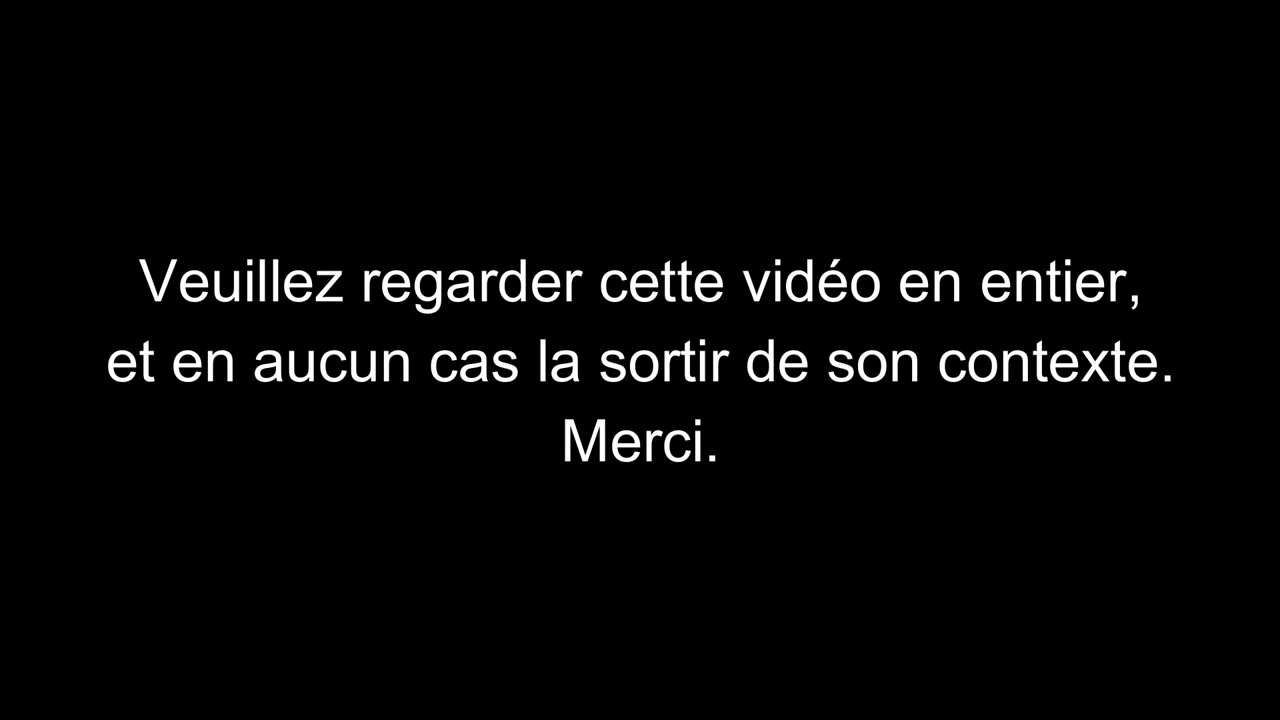 Veuillez regarder cette vidéo en entier,
et en aucun cas la sortir de son contexte.
Merci.